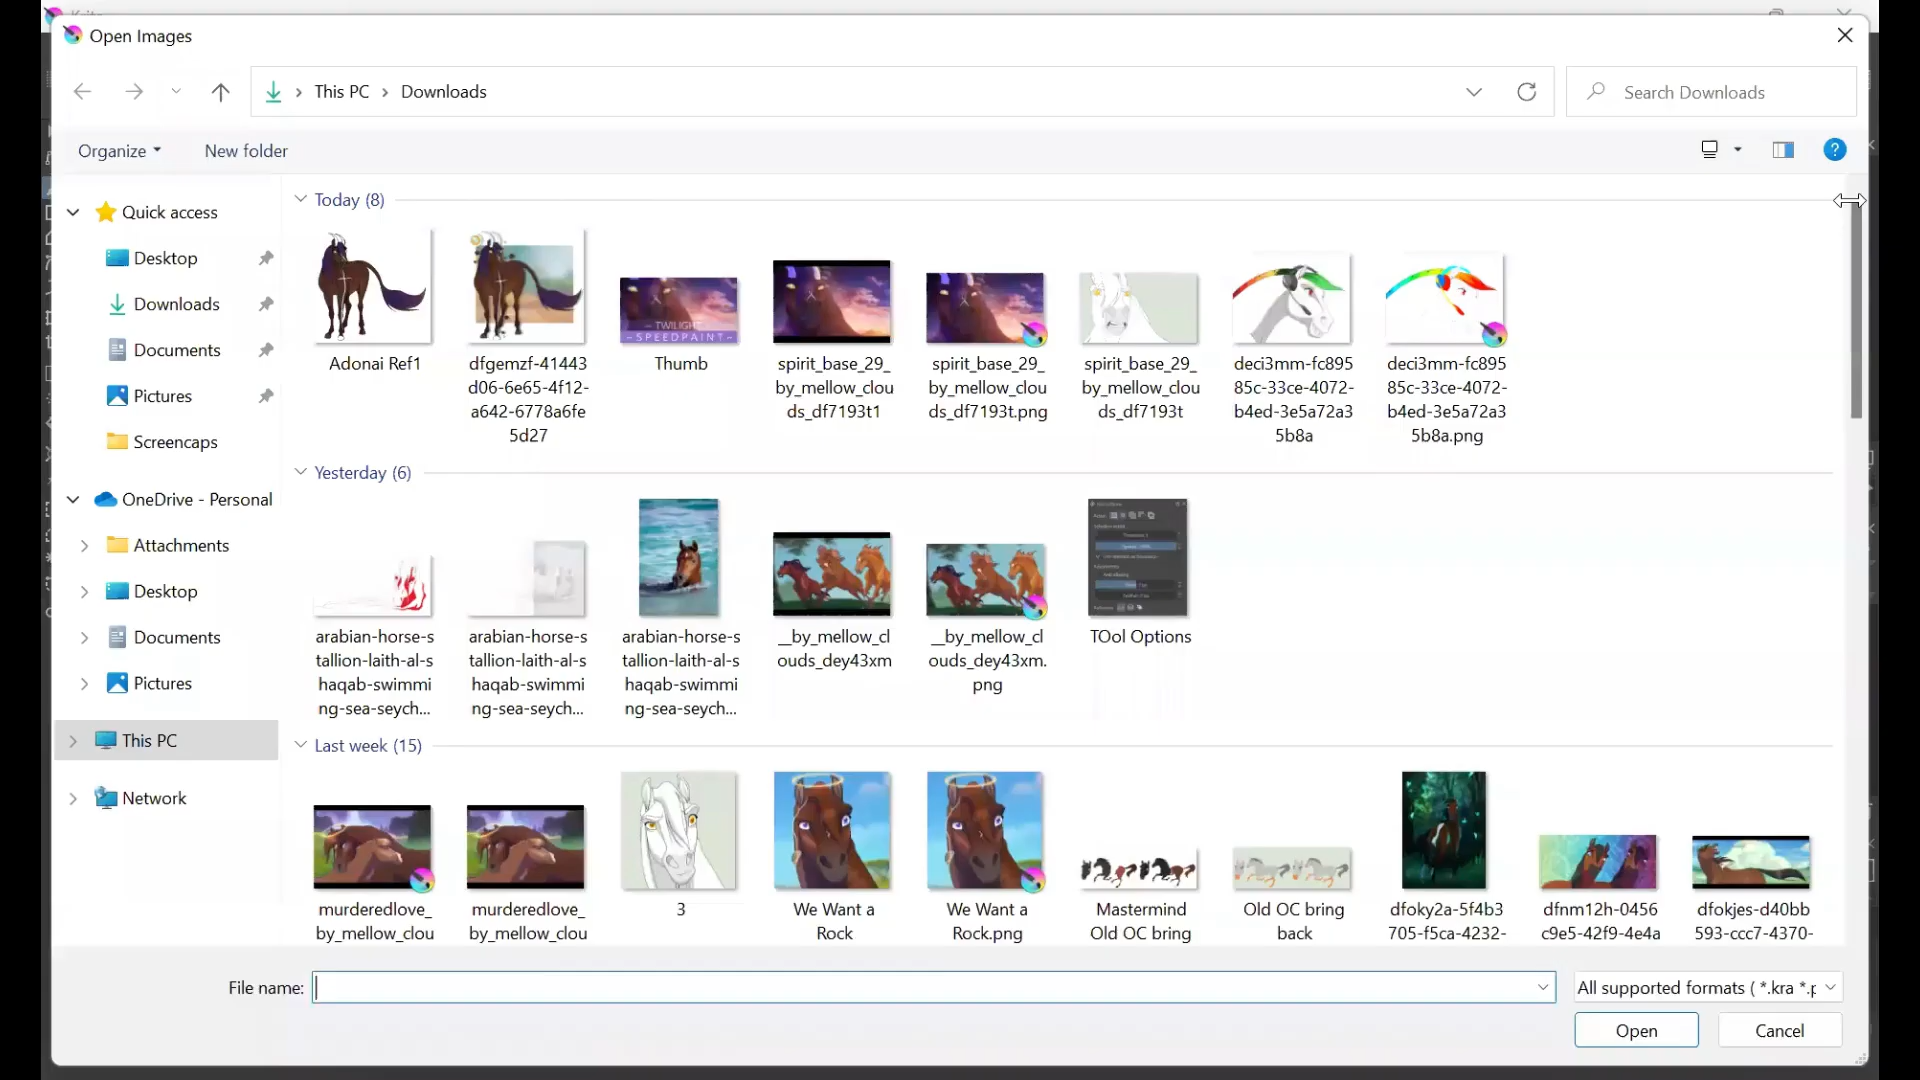 Krita
Open Images
This PC
Downloads
Search Downloads
Organize
New folder
?
Quick access
Desktop
Downloads
Documents
Pictures
Screencaps
OneDrive - Personal
Attachments
Desktop
Documents
Pictures
This PC
Network
Today (8)
TWILIGHT
~SPEEDPAINT~
Adonai Ref1
dfgemzf-41443
d06-6e65-4f12-
a642-6778a6fe
5d27
Thumb
spirit_base_29_
by_mellow_clou
ds_df7193t1
spirit_base_29_
by_mellow_clou
ds_df7193t.png
spirit_base_29_
by_mellow_clou
ds_df7193t
deci3mm-fc895
85c-33ce-4072-
b4ed-3e5a72a3
5b8a
deci3mm-fc895
85c-33ce-4072-
b4ed-3e5a72a3
5b8a.png
Yesterday (6)
arabian-horse-s
tallion-laith-al-s
haqab-swimmi
ng-sea-seych...
arabian-horse-s
tallion-laith-al-s
haqab-swimmi
ng-sea-seych...
arabian-horse-s
tallion-laith-al-s
haqab-swimmi
ng-sea-seych...
__by_mellow_cl
ouds_dey43xm
__by_mellow_cl
ouds_dey43xm.
png
TOol Options
Last week (15)
murderedlove_
by_mellow_clou
murderedlove_
by_mellow_clou
3
We Want a
Rock
We Want a
Rock.png
Mastermind
Old OC bring
Old OC bring
back
dfoky2a-5f4b3
705-f5ca-4232-
dfnm12h-0456
c9e5-42f9-4e4a
dfokjes-d40bb
593-ccc7-4370-
File name:
All supported formats ( *.kra *.p
Open
Cancel